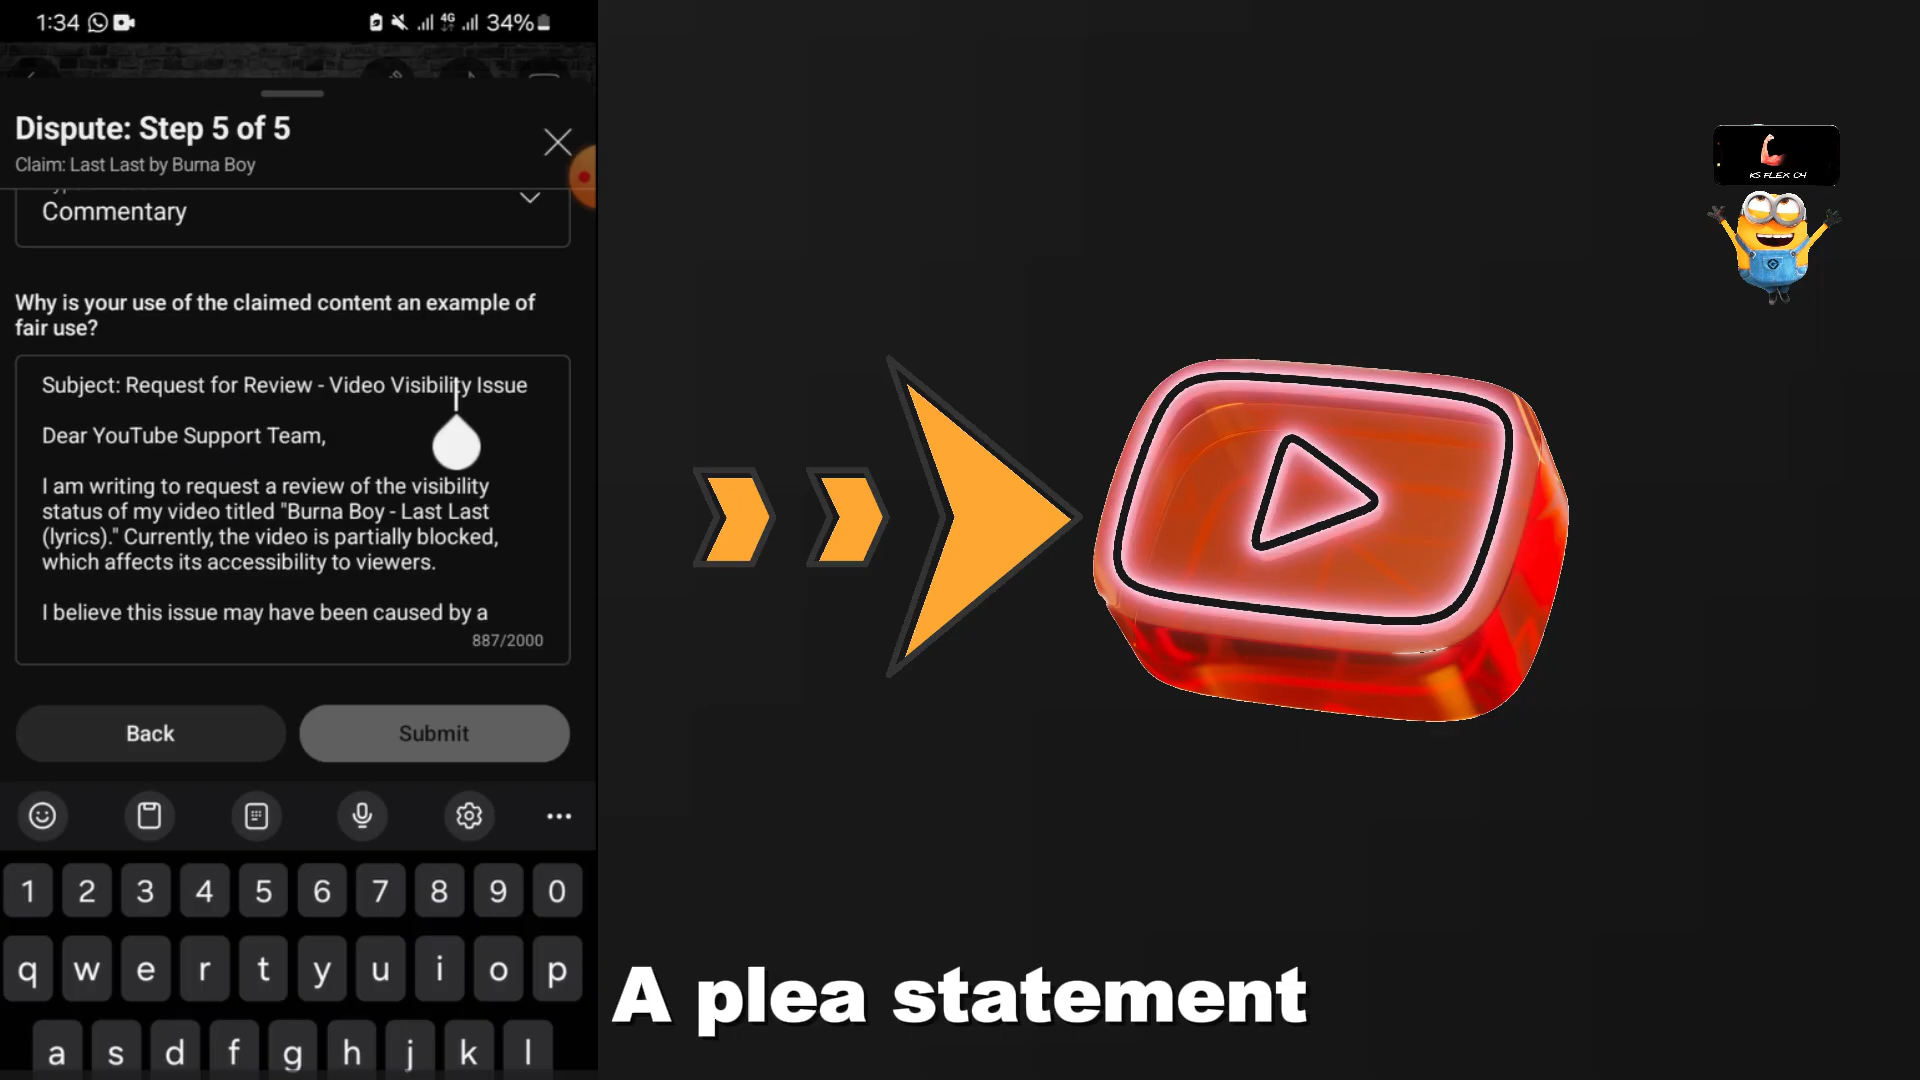 1:34
4G
34%
Dispute: Step 5 of 5
Claim: Last Last by Burna Boy
Commentary
Why is your use of the claimed content an example of
fair use?
Subject: Request for Review - Video Visibility Issue
Dear YouTube Support Team,
I am writing to request a review of the visibility
status of my video titled "Burna Boy - Last Last
(lyrics)." Currently, the video is partially blocked,
which affects its accessibility to viewers.
I believe this issue may have been caused by a
887/2000
Back
Submit
1 2 3 4 5 6 7 8 9 0
q w e r t y u i o p
a s d f g h j k l
KS FLEX 04
A plea statement